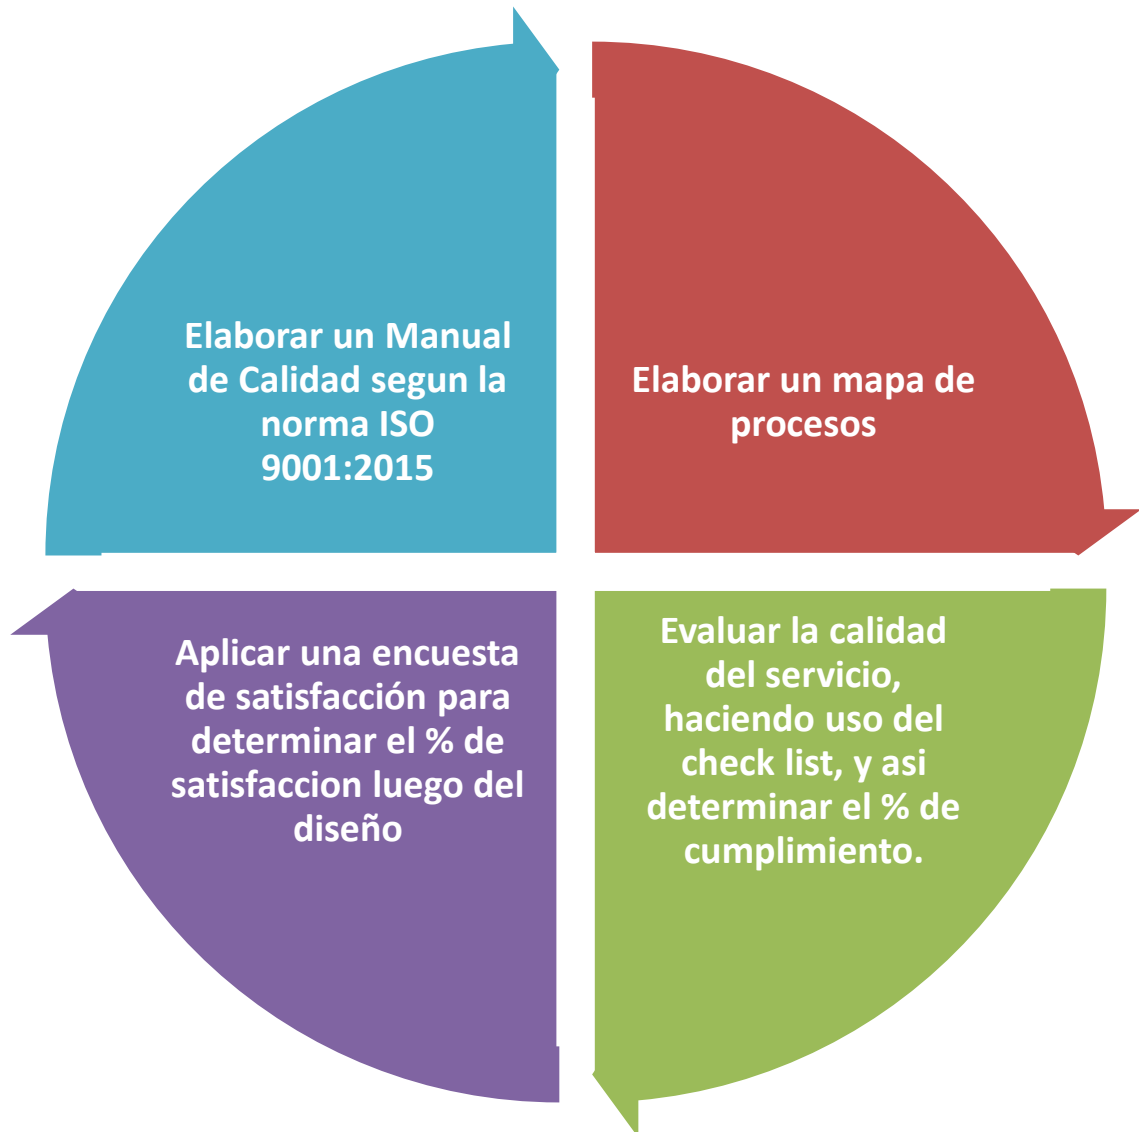 Elaborar un Manual
de Calidad segun la
norma ISO
9001:2015
Elaborar un mapa de
procesos
Aplicar una encuesta
de satisfacción para
determinar el % de
satisfaccion luego del
diseño
Evaluar la calidad
del servicio,
haciendo uso del
check list, y asi
determinar el % de
cumplimiento.